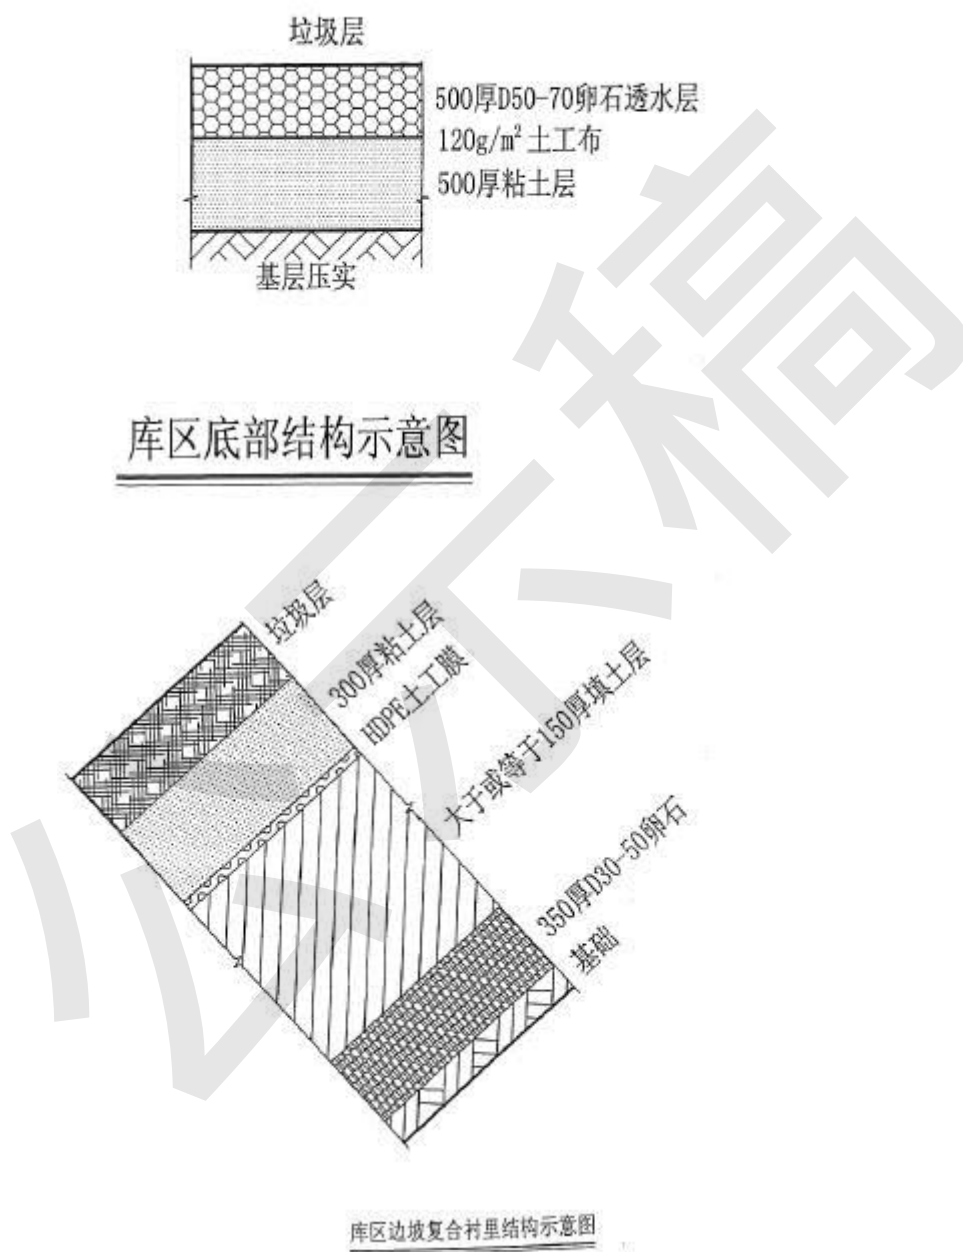 垃圾层
500厚D50-70卵石透水层
120g/m²土工布
500厚粘土层
基层压实
库区底部结构示意图
垃圾层
300厚粘土层
HDPE土工膜
大于或等于150厚填土层
350厚D30-50卵石
基础
库区边坡复合衬里结构示意图
公示稿